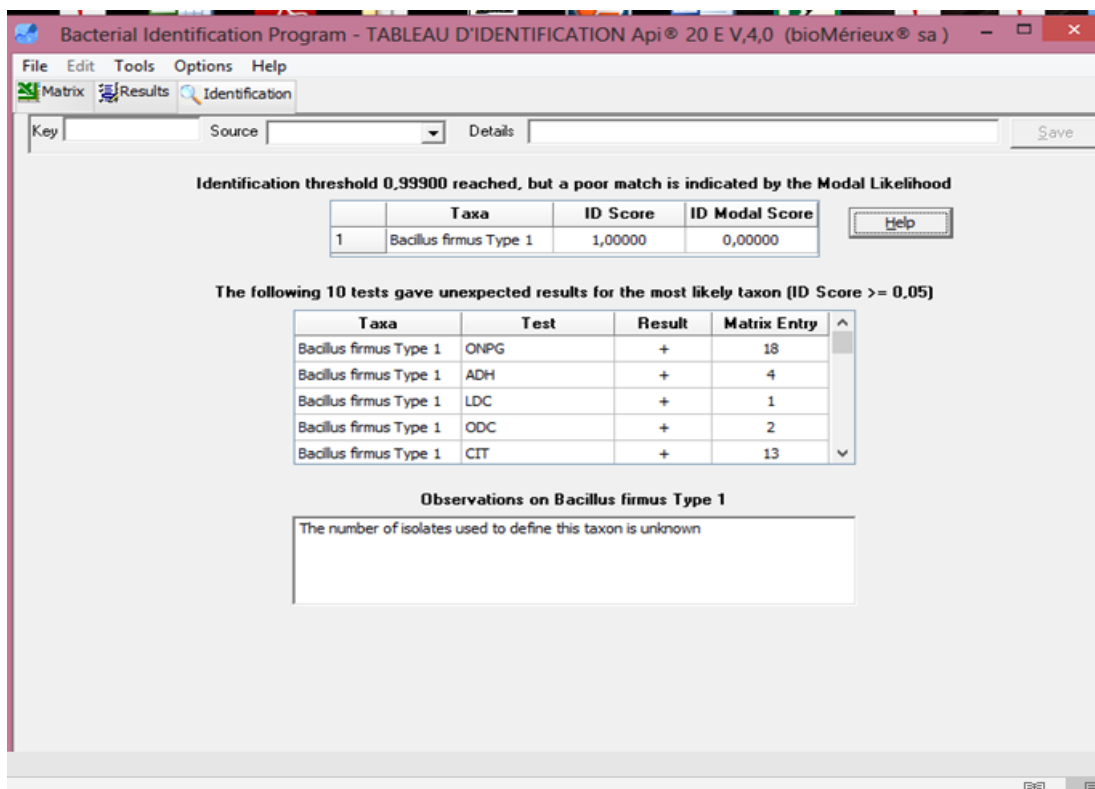 Bacterial Identification Program - TABLEAU D'IDENTIFICATION Api® 20 E V,4,0 (bioMérieux® sa )
File Edit Tools Options Help
Matrix Results Identification
Key Source Details Save
Identification threshold 0,99900 reached, but a poor match is indicated by the Modal Likelihood
Taxa ID Score ID Modal Score
Help
1 Bacillus firmus Type 1 1,00000 0,00000
The following 10 tests gave unexpected results for the most likely taxon (ID Score >= 0,05)
Taxa Test Result Matrix Entry
Bacillus firmus Type 1 ONPG + 18
Bacillus firmus Type 1 ADH + 4
Bacillus firmus Type 1 LDC + 1
Bacillus firmus Type 1 ODC + 2
Bacillus firmus Type 1 CIT + 13
Observations on Bacillus firmus Type 1
The number of isolates used to define this taxon is unknown